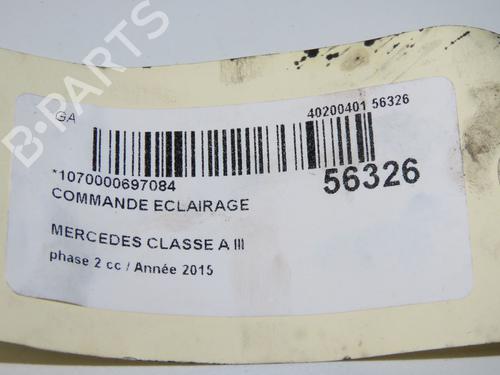 GA
40200401 56326
*1070000697084
56326
COMMANDE ECLAIRAGE
MERCEDES CLASSE A III
phase 2 cc / Année 2015
B-PARTS